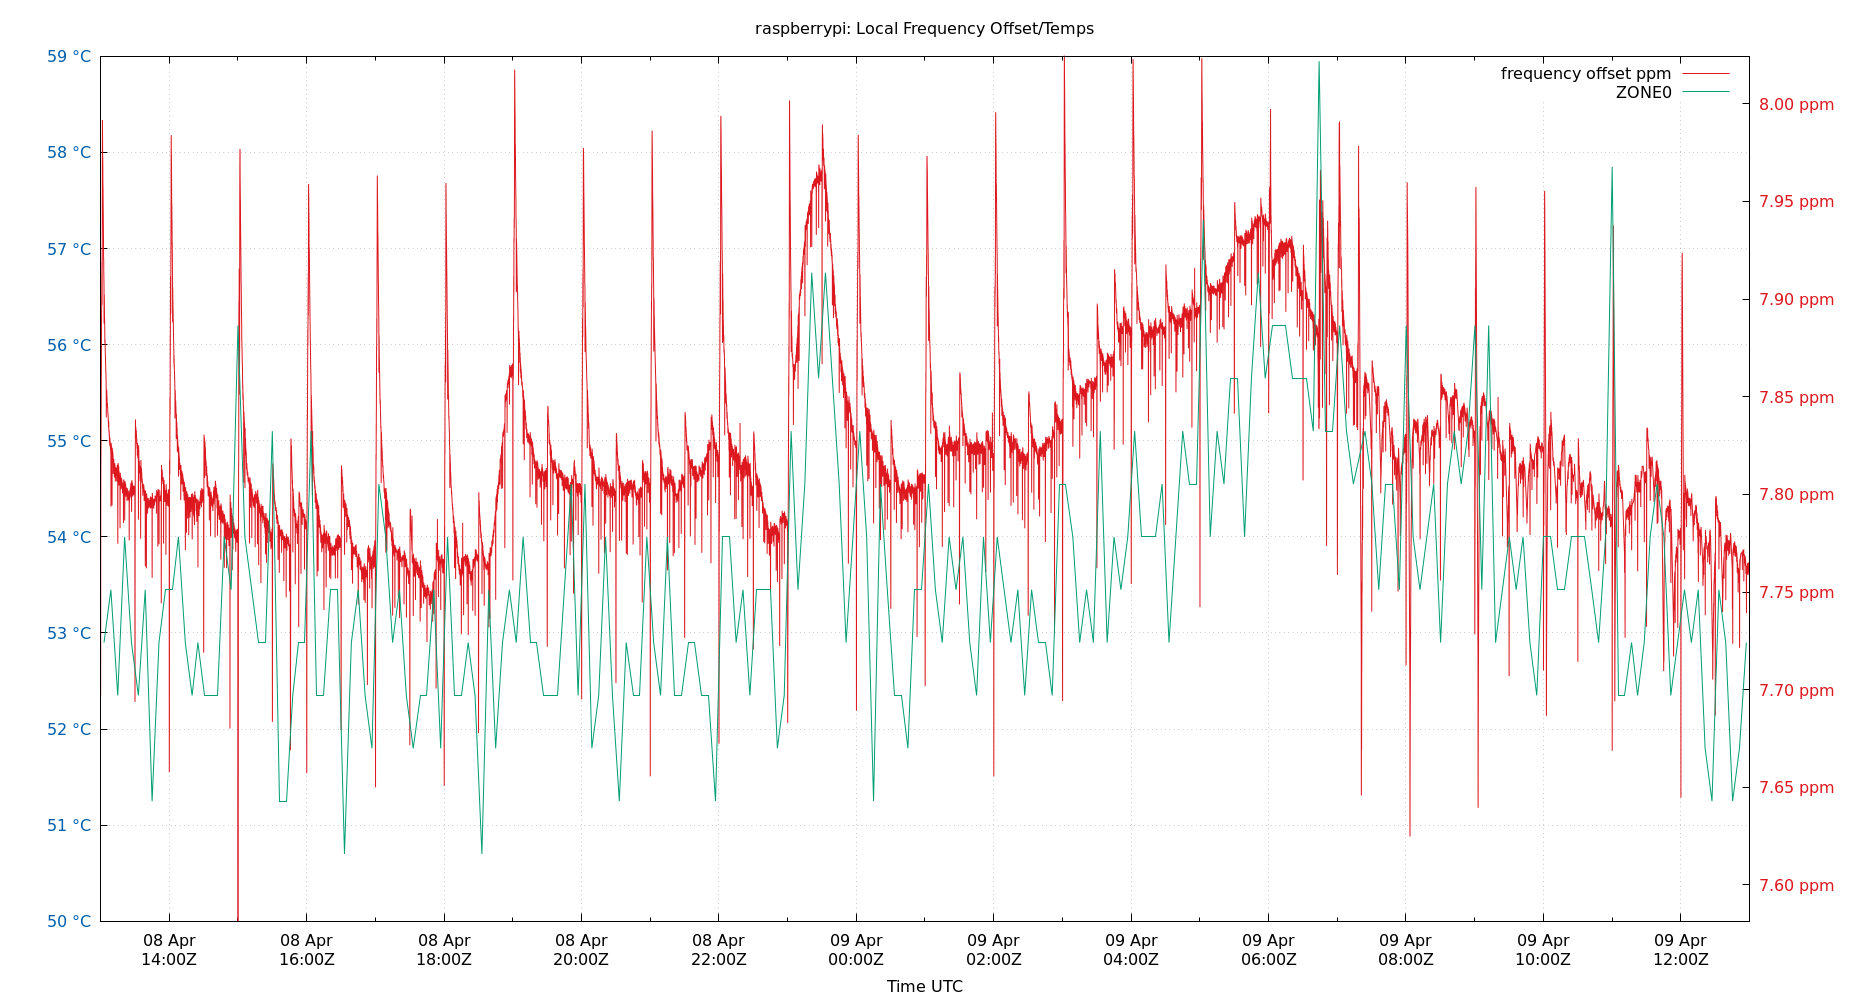 raspberrypi: Local Frequency Offset/Temps
frequency offset ppm
ZONE0
59 °C
58 °C
57 °C
56 °C
55 °C
54 °C
53 °C
52 °C
51 °C
50 °C
8.00 ppm
7.95 ppm
7.90 ppm
7.85 ppm
7.80 ppm
7.75 ppm
7.70 ppm
7.65 ppm
7.60 ppm
08 Apr
14:00Z
08 Apr
16:00Z
08 Apr
18:00Z
08 Apr
20:00Z
08 Apr
22:00Z
09 Apr
00:00Z
09 Apr
02:00Z
09 Apr
04:00Z
09 Apr
06:00Z
09 Apr
08:00Z
09 Apr
10:00Z
09 Apr
12:00Z
Time UTC